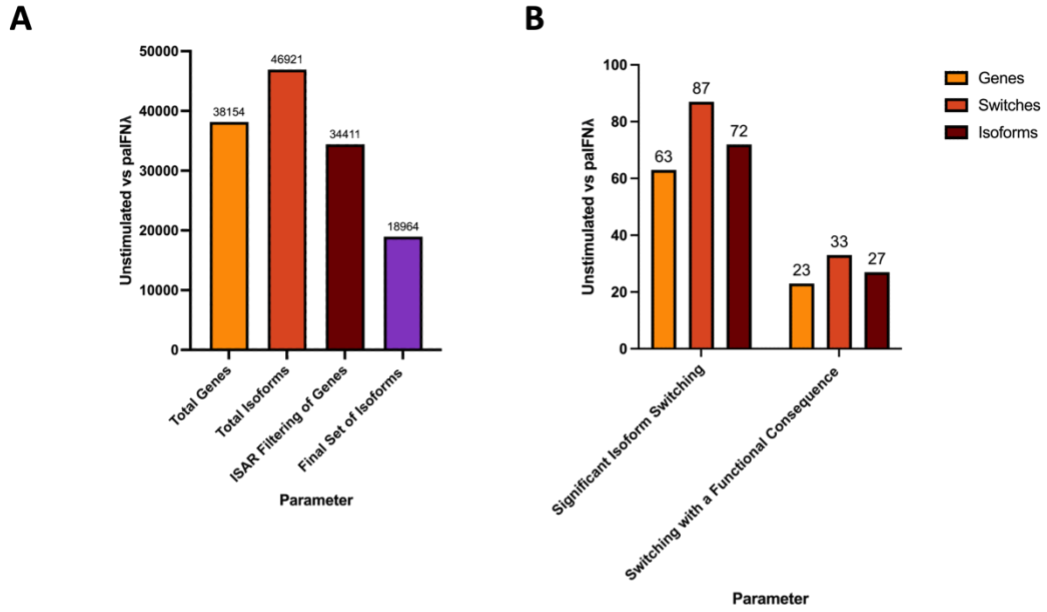 A
Unstimulated vs paIFNλ
50000
40000
30000
20000
10000
0
38154
46921
34411
18964
Total Genes
Total Isoforms
ISAR Filtering of Genes
Final Set of Isoforms
Parameter
B
Unstimulated vs paIFNλ
100
80
60
40
20
0
63
87
72
23
33
27
Significant Isoform Switching
Switching with a Functional Consequence
Parameter
Genes
Switches
Isoforms